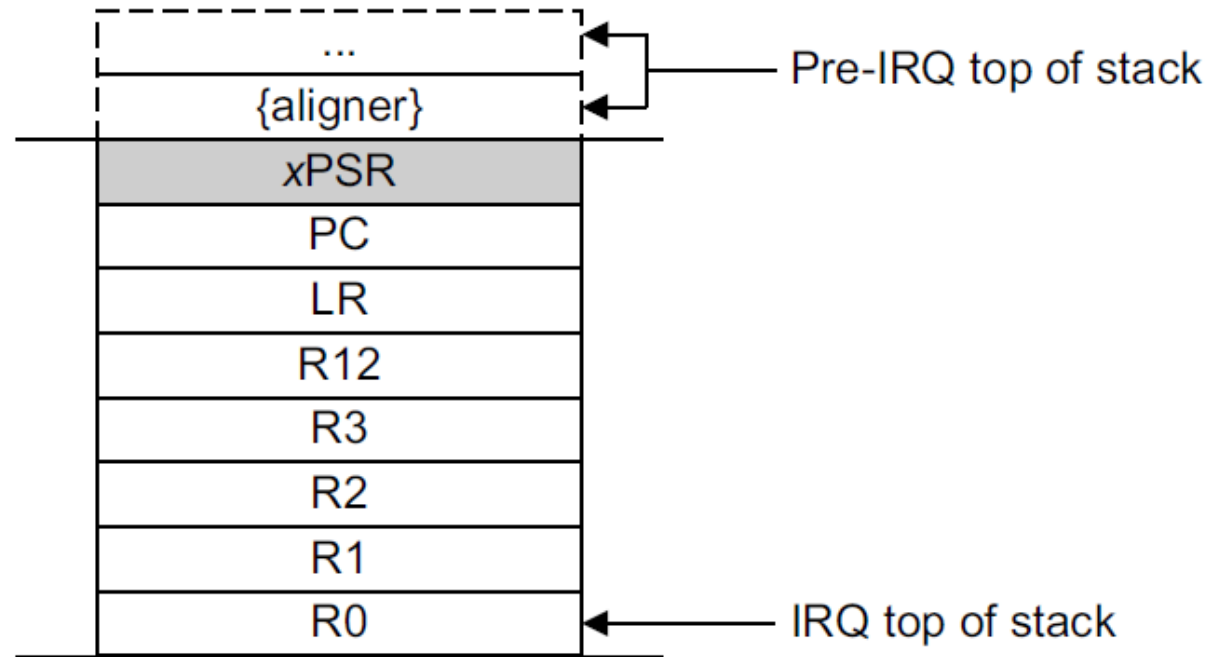 ...
Pre-IRQ top of stack
{aligner}
xPSR
PC
LR
R12
R3
R2
R1
R0
IRQ top of stack